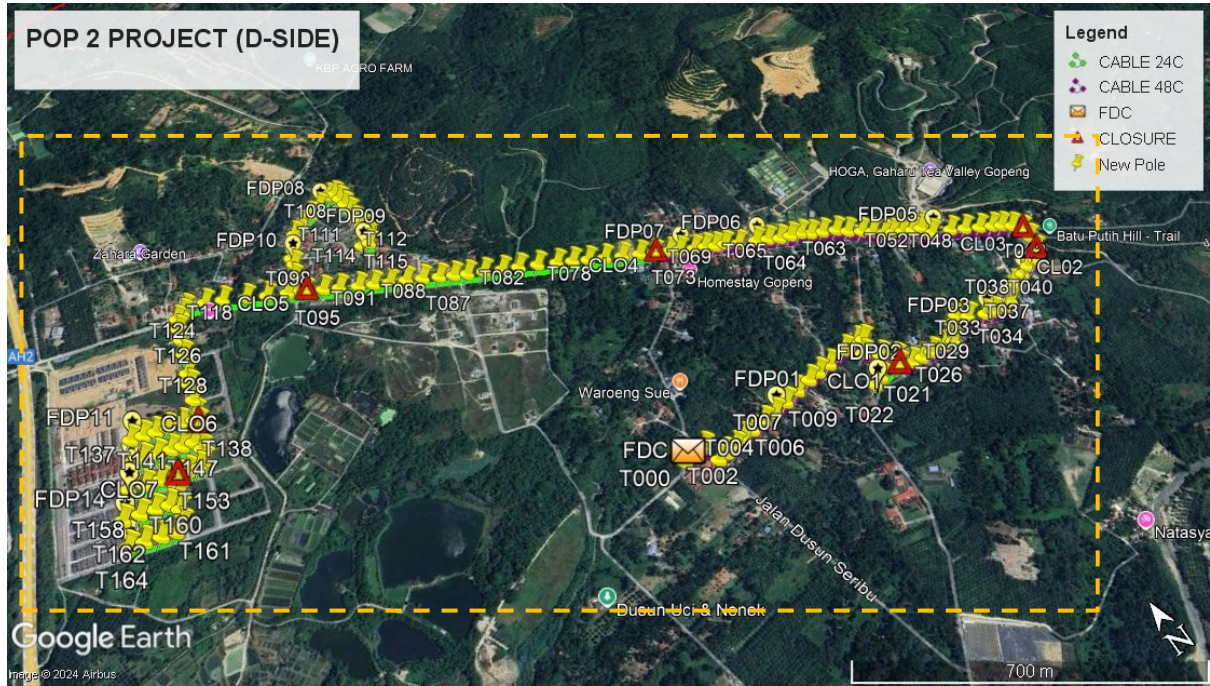 POP 2 PROJECT (D-SIDE)
Legend
CABLE 24C
CABLE 48C
FDC
CLOSURE
New Pole
KBP AGRO FARM
HOGA, Gaharu Tea Valley Gopeng
FDP08
T108
FDP09
FDP10
T111
T112
T114
T115
Zahara Garden
FDP07
FDP06
FDP05
T065
T063
T052
T048
CL03
Batu Putih Hill - Trail
CL02
T069
T064
T073
CLO4
Homestay Gopeng
T078
T082
T098
T091
T088
T087
CLO5
T095
T118
T124
T126
T128
T038
T040
FDP03
T037
T033
T034
FDP02
T029
CLO1
T026
T021
T022
AH2
Waroeng Sue
FDP01
T009
T007
T004
T006
FDC
T000
T002
FDP11
CLO6
T138
T137
T141
T147
CLO7
FDP14
T153
T158
T160
T162
T161
T164
Jalan Dusun Seribu
Natasya
Dusun Uci & Nenek
Google Earth
Image © 2024 Airbus
N
700 m